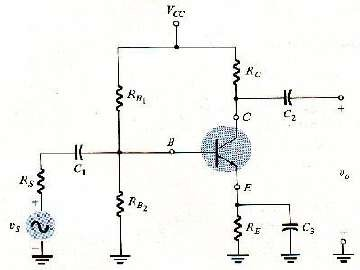 V_CC
R_B1
R_C
C_2
+
C
B
C_1
R_S
R_B2
E
v_o
+
v_S
R_E
C_3
−